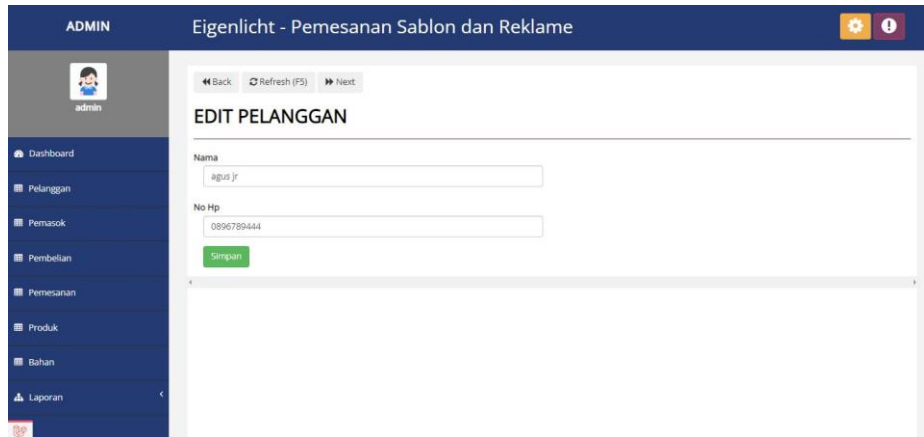 ADMIN
Eigenlicht - Pemesanan Sablon dan Reklame
admin
Dashboard
Pelanggan
Pemasok
Pembelian
Pemesanan
Produk
Bahan
Laporan
Back Refresh (F5) Next
EDIT PELANGGAN
Nama
agus jr
No Hp
0896789444
Simpan